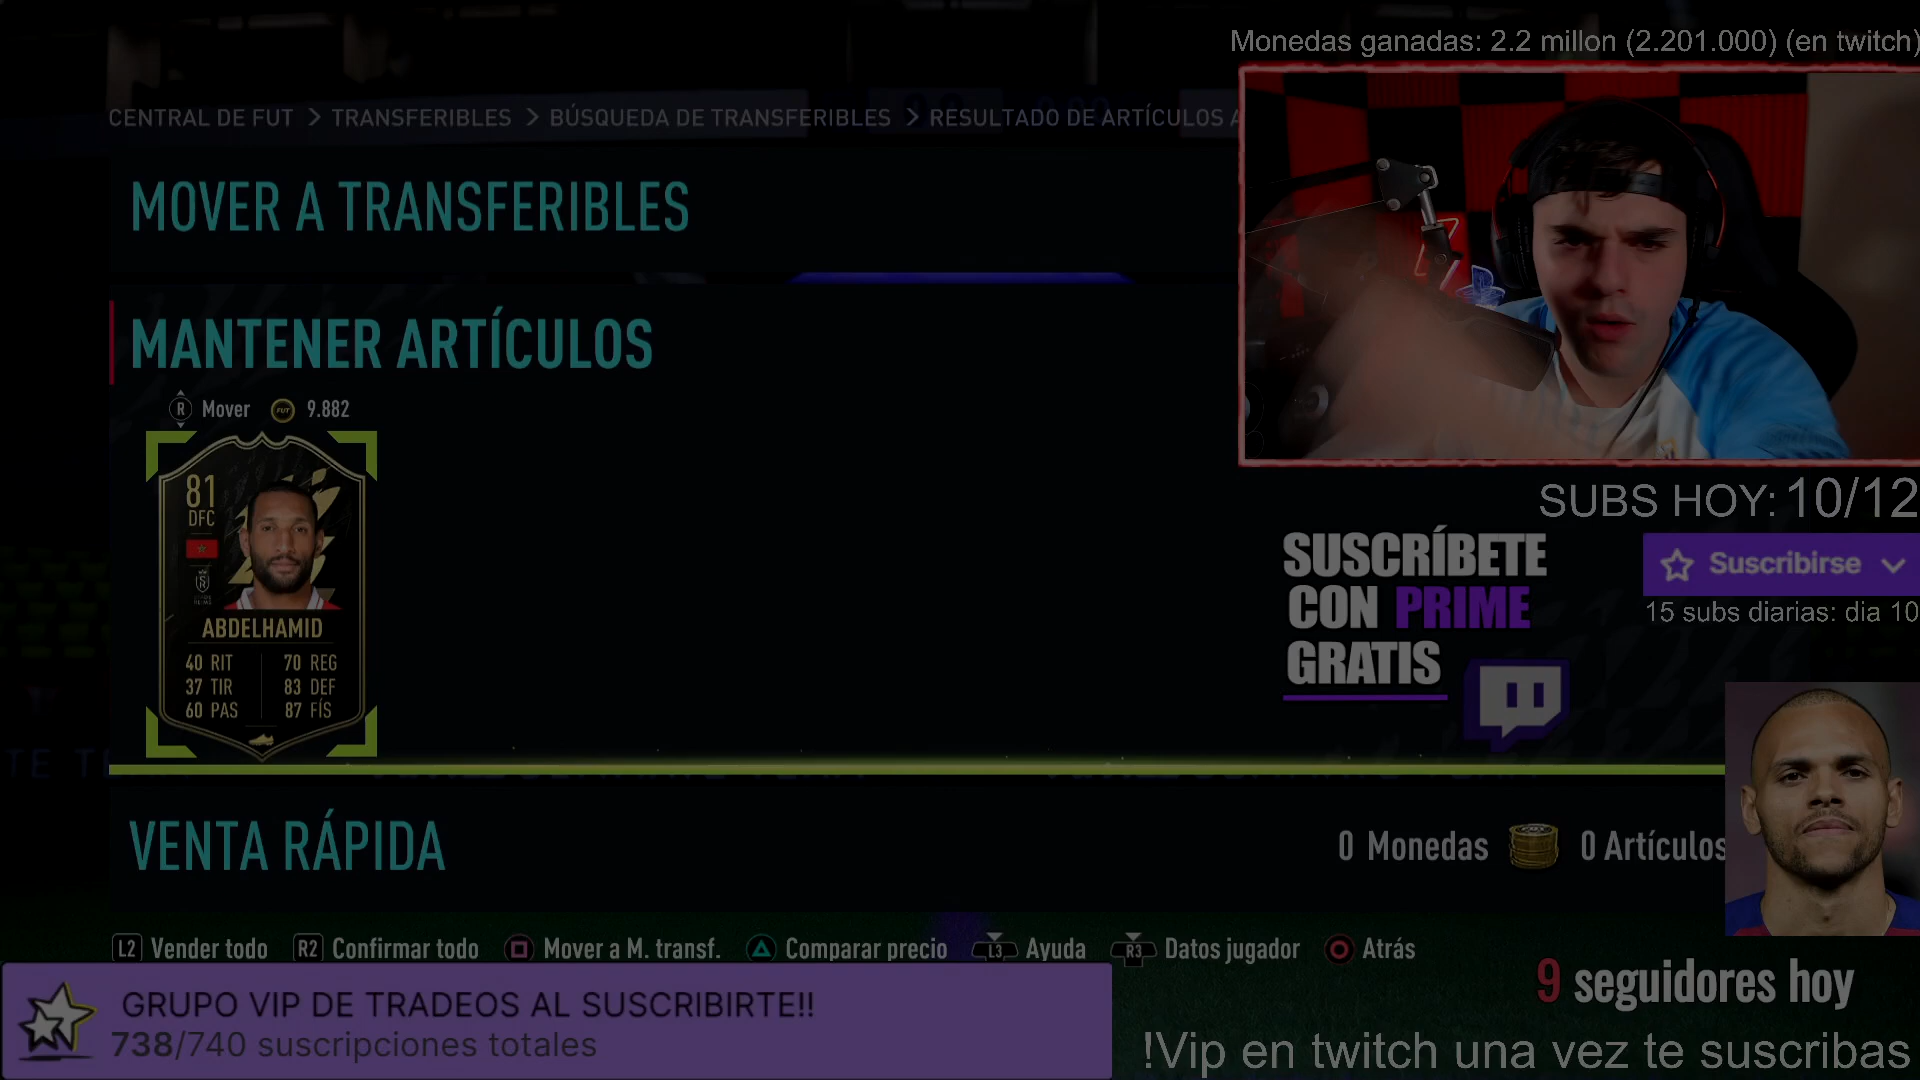 Monedas ganadas: 2.2 millon (2.201.000) (en twitch)
CENTRAL DE FUT > TRANSFERIBLES > BÚSQUEDA DE TRANSFERIBLES > RESULTADO DE ARTÍCULOS A
MOVER A TRANSFERIBLES
MANTENER ARTÍCULOS
R Mover FUT 9.882
81
DFC
ABDELHAMID
40 RIT 70 REG
37 TIR 83 DEF
60 PAS 87 FÍS
SUBS HOY: 10/12
SUSCRÍBETE
CON PRIME
GRATIS
Suscribirse
15 subs diarias: dia 10
VENTA RÁPIDA
0 Monedas 0 Artículos
L2 Vender todo R2 Confirmar todo Mover a M. transf. Comparar precio L3 Ayuda R3 Datos jugador Atrás
GRUPO VIP DE TRADEOS AL SUSCRIBIRTE!!
738/740 suscripciones totales
9 seguidores hoy
!Vip en twitch una vez te suscribas